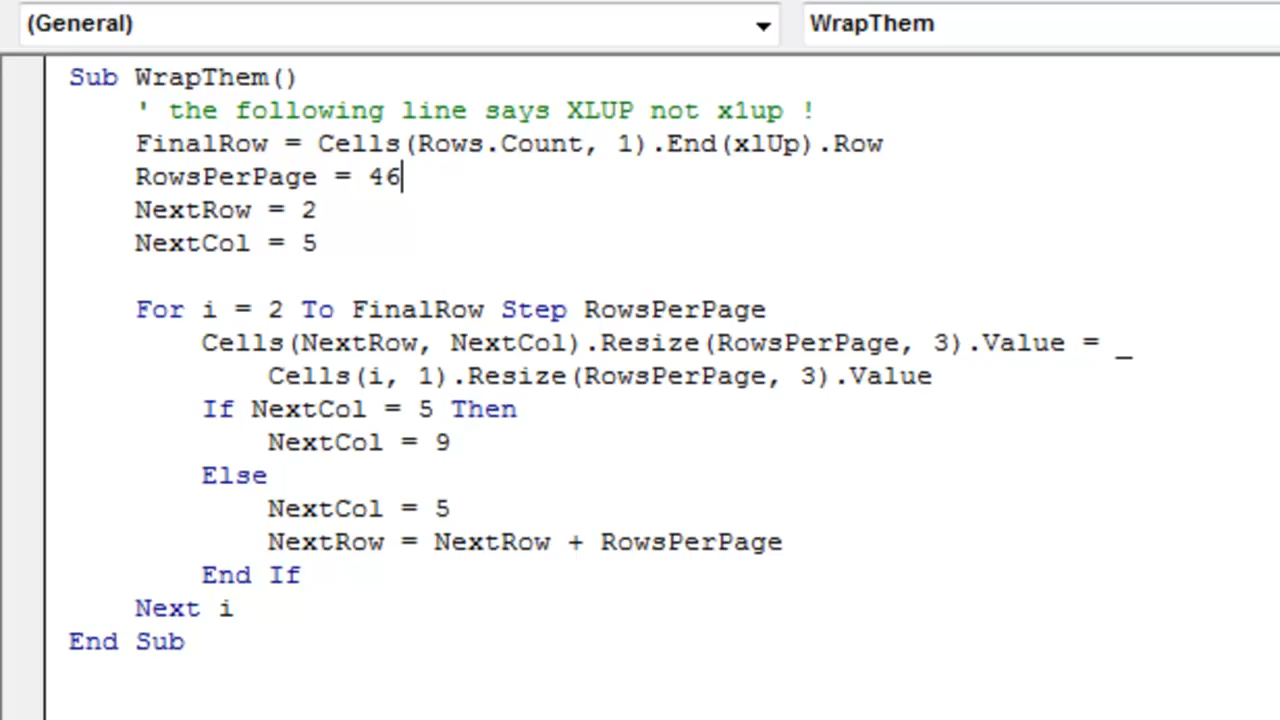 (General)
WrapThem
Sub WrapThem()
' the following line says XLUP not x1up !
FinalRow = Cells(Rows.Count, 1).End(xlUp).Row
RowsPerPage = 46
NextRow = 2
NextCol = 5
For i = 2 To FinalRow Step RowsPerPage
Cells(NextRow, NextCol).Resize(RowsPerPage, 3).Value = _
Cells(i, 1).Resize(RowsPerPage, 3).Value
If NextCol = 5 Then
NextCol = 9
Else
NextCol = 5
NextRow = NextRow + RowsPerPage
End If
Next i
End Sub